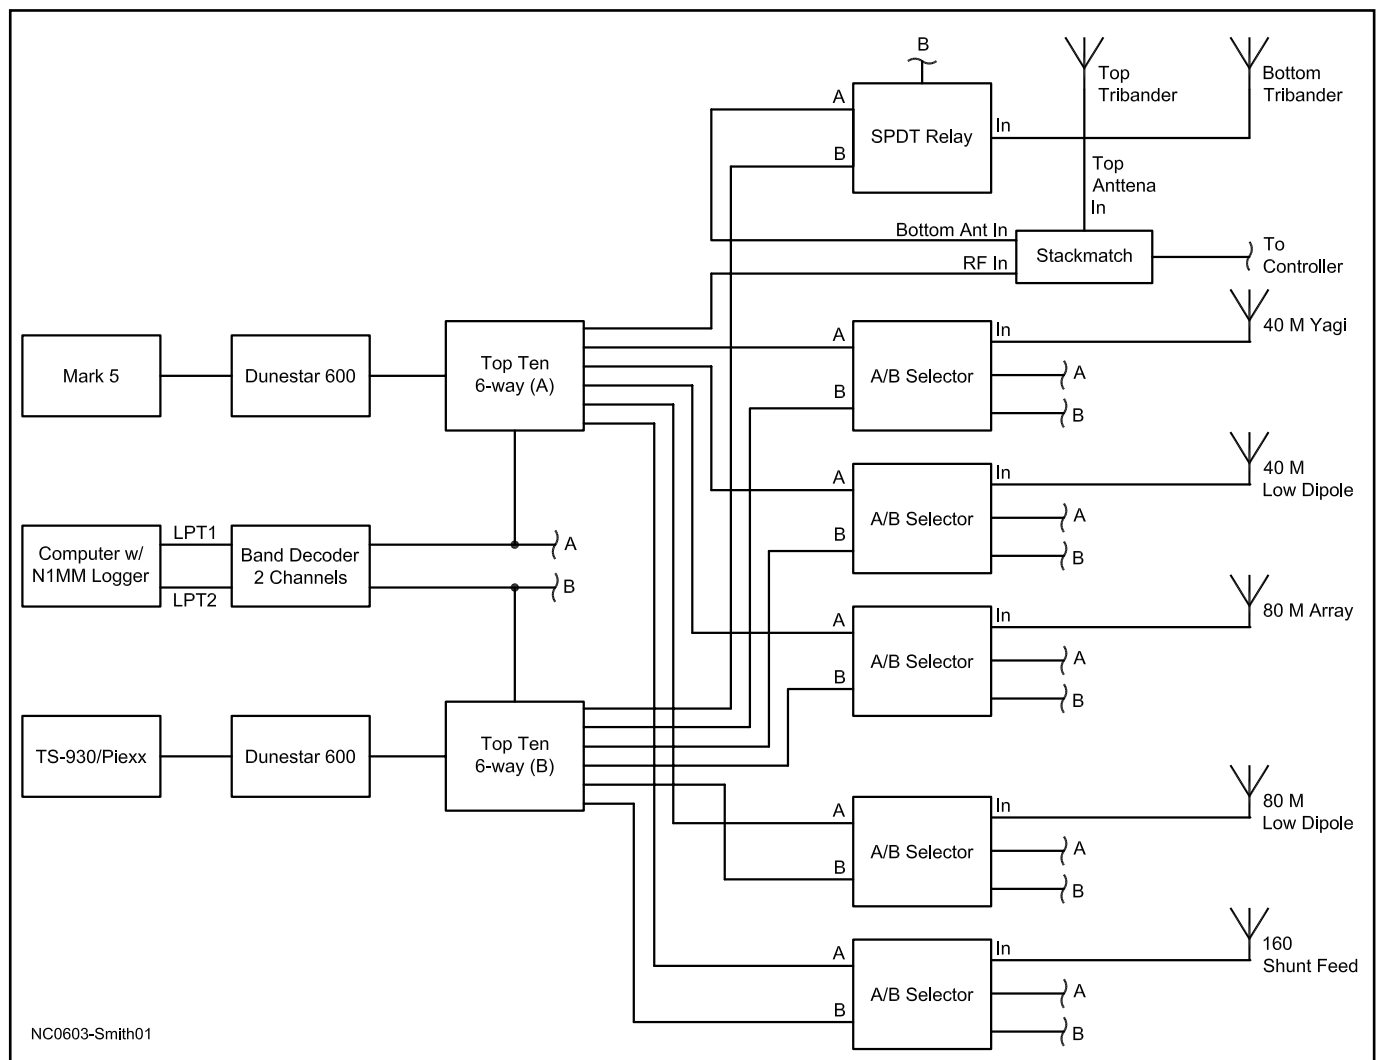 B
Top
Tribander
Bottom
Tribander
A
SPDT Relay
In
B
Top
Anttena
In
Bottom Ant In
Stackmatch
To
Controller
RF In
Mark 5
Dunestar 600
Top Ten
6-way (A)
A
B
A/B Selector
In
A
B
40 M Yagi
A
B
A/B Selector
In
A
B
40 M
Low Dipole
Computer w/
N1MM Logger
LPT1
LPT2
Band Decoder
2 Channels
A
B
A
B
A/B Selector
In
A
B
80 M Array
TS-930/Piexx
Dunestar 600
Top Ten
6-way (B)
A
B
A/B Selector
In
A
B
80 M
Low Dipole
A
B
A/B Selector
In
A
B
160
Shunt Feed
NC0603-Smith01